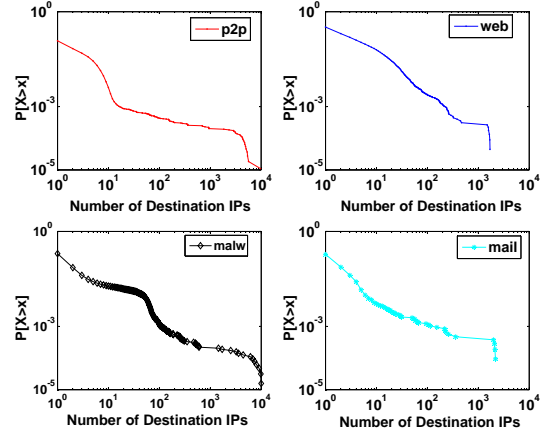 10^0
10^-3
10^-5
P[X>x]
p2p
10^0 10^1 10^2 10^3 10^4
Number of Destination IPs
10^0
10^-3
10^-5
P[X>x]
web
10^0 10^1 10^2 10^3 10^4
Number of Destination IPs
10^0
10^-3
10^-5
P[X>x]
malw
10^0 10^1 10^2 10^3 10^4
Number of Destination IPs
10^0
10^-3
10^-5
P[X>x]
mail
10^0 10^1 10^2 10^3 10^4
Number of Destination IPs